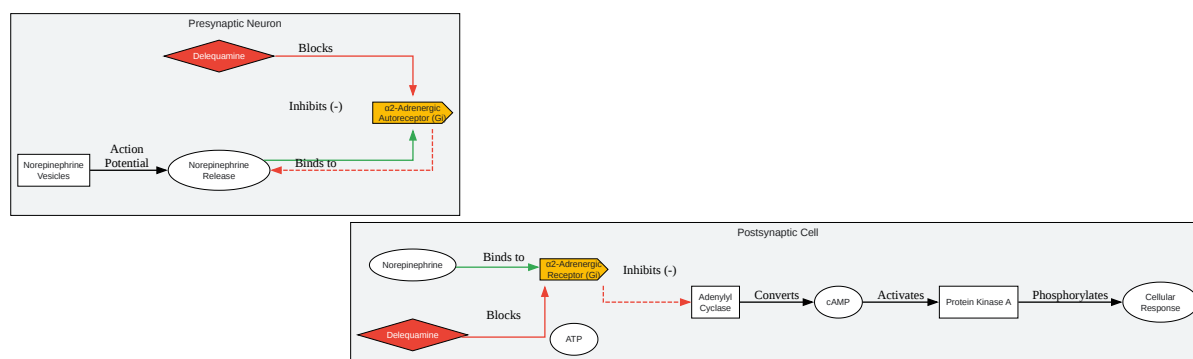 Presynaptic Neuron
Delequamine
Blocks
Inhibits (-)
α2-Adrenergic
Autoreceptor (Gi)
Action
Potential
Norepinephrine
Vesicles
Norepinephrine
Release
Binds to
Postsynaptic Cell
Norepinephrine
Binds to
α2-Adrenergic
Receptor (Gi)
Inhibits (-)
Adenylyl
Cyclase
Converts
cAMP
Activates
Protein Kinase A
Phosphorylates
Cellular
Response
Blocks
Delequamine
ATP